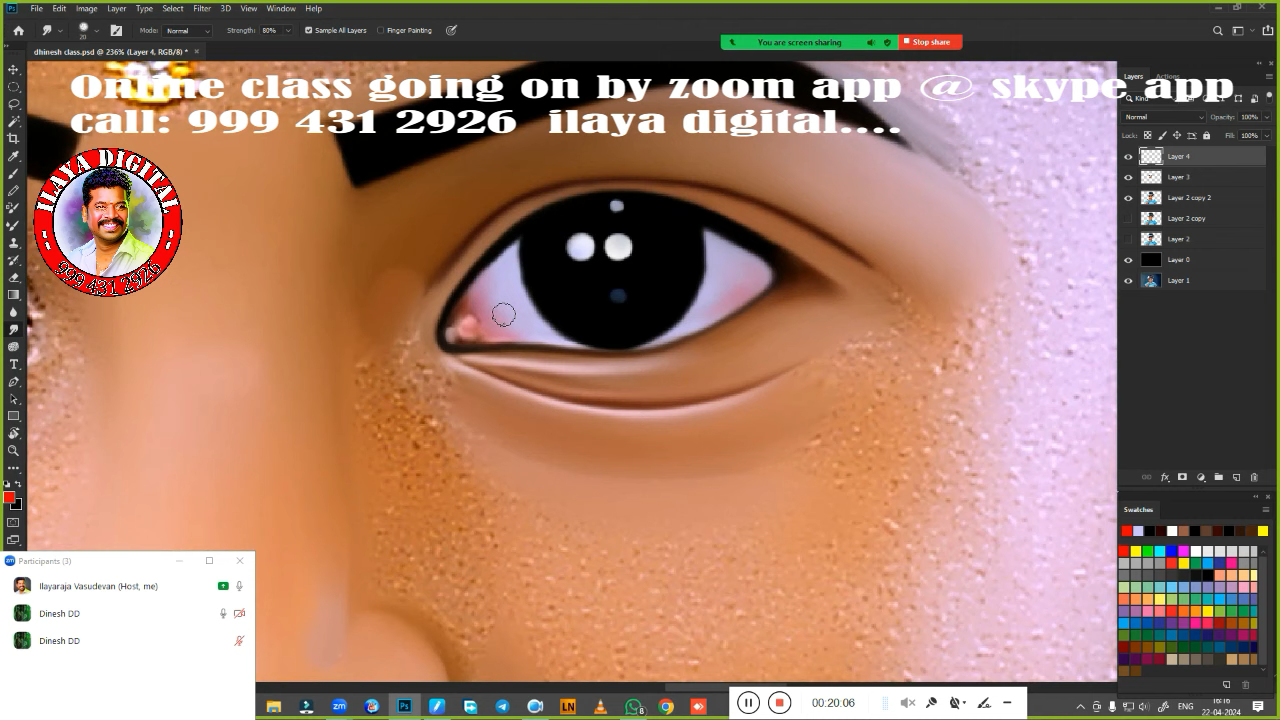 File Edit Image Layer Type Select Filter 3D View Window Help
20 Mode: Normal Strength: 80% Sample All Layers Finger Painting
You are screen sharing Stop share
dhinesh class.psd @ 236% (Layer 4, RGB/8) *
Online class going on by zoom app @ skype app
call: 999 431 2926 ilaya digital....
ILAYA DIGITAL
999 431 2926
Layers Actions
Kind
Normal Opacity: 100%
Lock: Fill: 100%
Layer 4
Layer 3
Layer 2 copy 2
Layer 2 copy
Layer 2
Layer 0
Layer 1
Swatches
Participants (3)
Ilayaraja Vasudevan (Host, me)
Dinesh DD
Dinesh DD
00:20:06
ENG
16:16
22-04-2024